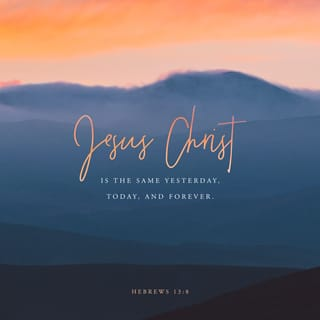 Jesus Christ
IS THE SAME YESTERDAY,
TODAY, AND FOREVER.
HEBREWS 13:8